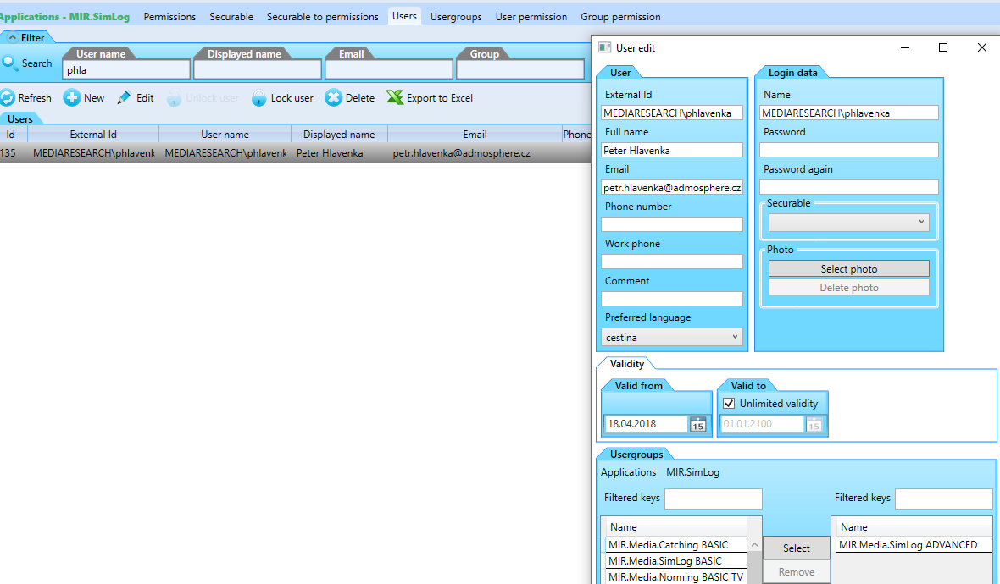 Applications - MIR.SimLog Permissions Securable Securable to permissions Users Usergroups User permission Group permission
Filter
Search
User name Displayed name Email Group
phla
Refresh New Edit Unlock user Lock user Delete Export to Excel
Users
Id External Id User name Displayed name Email Phone
135 MEDIARESEARCH\phlavenk MEDIARESEARCH\phlavenk Peter Hlavenka petr.hlavenka@admosphere.cz
User edit
User
External Id
MEDIARESEARCH\phlavenka
Full name
Peter Hlavenka
Email
petr.hlavenka@admosphere.cz
Phone number
Work phone
Comment
Preferred language
cestina
Login data
Name
MEDIARESEARCH\phlavenka
Password
Password again
Securable
Photo
Select photo
Delete photo
Validity
Valid from
18.04.2018 15
Valid to
Unlimited validity
01.01.2100 15
Usergroups
Applications MIR.SimLog
Filtered keys
Name
MIR.Media.Catching BASIC
MIR.Media.SimLog BASIC
MIR.Media.Norming BASIC TV
Select
Remove
Filtered keys
Name
MIR.Media.SimLog ADVANCED